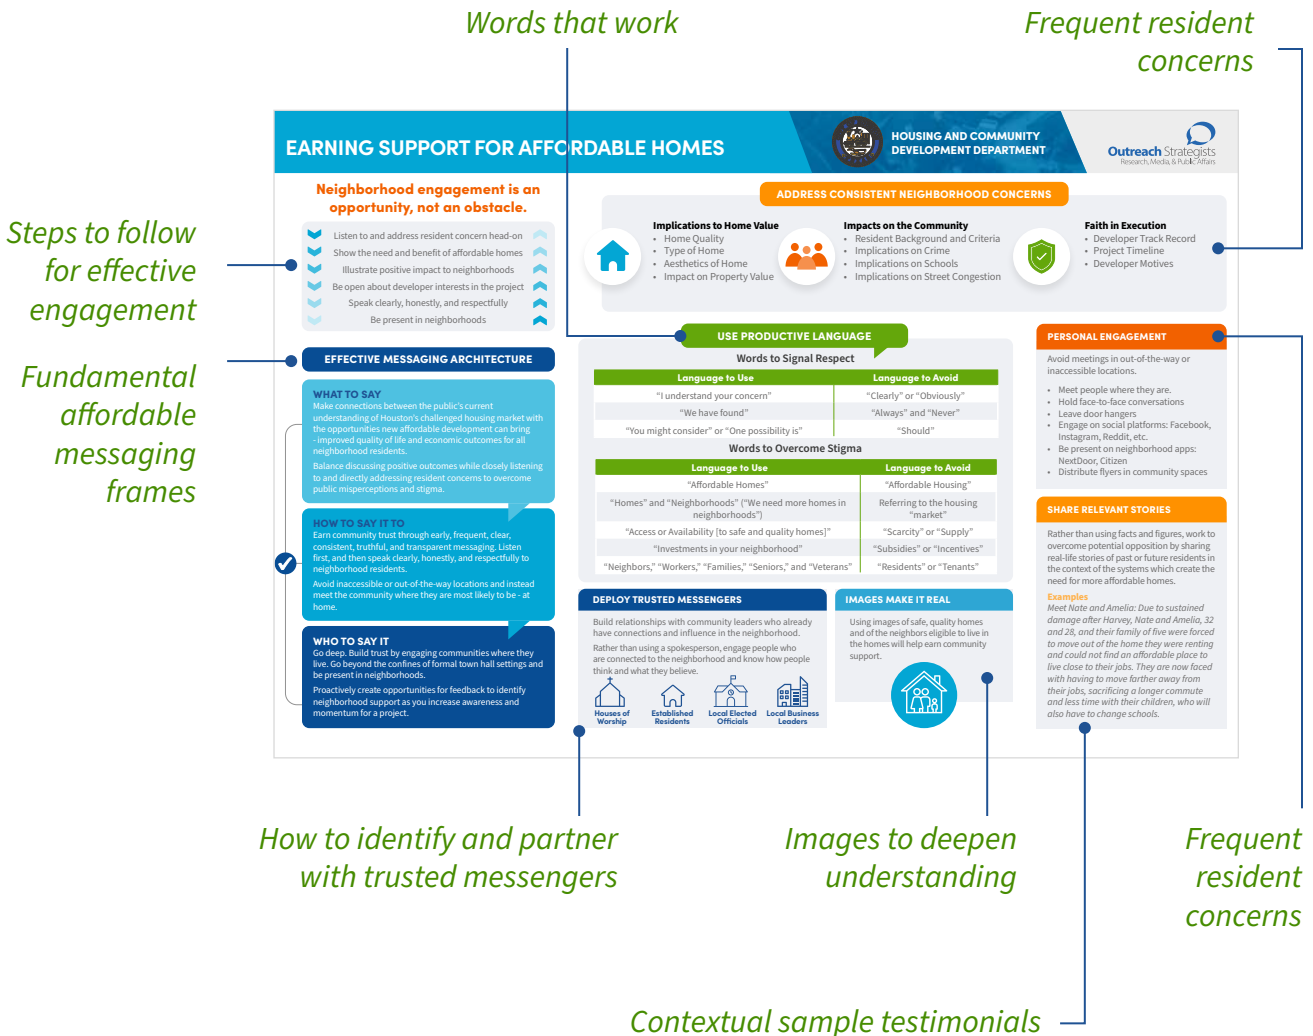 Words that work
Frequent resident
concerns
EARNING SUPPORT FOR AFFORDABLE HOMES
HOUSING AND COMMUNITY
DEVELOPMENT DEPARTMENT
Outreach Strategists
Research, Media, & Public Affairs
Steps to follow
for effective
engagement
Fundamental
affordable
messaging
frames
Neighborhood engagement is an
opportunity, not an obstacle.
Listen to and address resident concern head-on
Show the need and benefit of affordable homes
Illustrate positive impact to neighborhoods
Be open about developer interests in the project
Speak clearly, honestly, and respectfully
Be present in neighborhoods
ADDRESS CONSISTENT NEIGHBORHOOD CONCERNS
Implications to Home Value
• Home Quality
• Type of Home
• Aesthetics of Home
• Impact on Property Value
Impacts on the Community
• Resident Background and Criteria
• Implications on Crime
• Implications on Schools
• Implications on Street Congestion
Faith in Execution
• Developer Track Record
• Project Timeline
• Developer Motives
EFFECTIVE MESSAGING ARCHITECTURE
WHAT TO SAY
Make connections between the public's current
understanding of Houston's challenged housing market with
the opportunities new affordable development can bring
- improved quality of life and economic outcomes for all
neighborhood residents.
Balance discussing positive outcomes while closely listening
to and directly addressing resident concerns to overcome
public misperceptions and stigma.
HOW TO SAY IT TO
Earn community trust through early, frequent, clear,
consistent, truthful, and transparent messaging. Listen
first, and then speak clearly, honestly, and respectfully to
neighborhood residents.
Avoid inaccessible or out-of-the-way locations and instead
meet the community where they are most likely to be - at
home.
WHO TO SAY IT
Go deep. Build trust by engaging communities where they
live. Go beyond the confines of formal town hall settings and
be present in neighborhoods.
Proactively create opportunities for feedback to identify
neighborhood support as you increase awareness and
momentum for a project.
USE PRODUCTIVE LANGUAGE
Words to Signal Respect
Language to Use Language to Avoid
"I understand your concern" "Clearly" or "Obviously"
"We have found" "Always" and "Never"
"You might consider" or "One possibility is" "Should"
Words to Overcome Stigma
Language to Use Language to Avoid
"Affordable Homes" "Affordable Housing"
"Homes" and "Neighborhoods" ("We need more homes in Referring to the housing
neighborhoods") "market"
"Access or Availability [to safe and quality homes]" "Scarcity" or "Supply"
"Investments in your neighborhood" "Subsidies" or "Incentives"
"Neighbors," "Workers," "Families," "Seniors," and "Veterans" "Residents" or "Tenants"
DEPLOY TRUSTED MESSENGERS
Build relationships with community leaders who already
have connections and influence in the neighborhood.
Rather than using a spokesperson, engage people who
are connected to the neighborhood and know how people
think and what they believe.
Houses of
Worship
Established
Residents
Local Elected
Officials
Local Business
Leaders
IMAGES MAKE IT REAL
Using images of safe, quality homes
and of the neighbors eligible to live in
the homes will help earn community
support.
PERSONAL ENGAGEMENT
Avoid meetings in out-of-the-way or
inaccessible locations.
• Meet people where they are.
• Hold face-to-face conversations
• Leave door hangers
• Engage on social platforms: Facebook,
Instagram, Reddit, etc.
• Be present on neighborhood apps:
NextDoor, Citizen
• Distribute flyers in community spaces
SHARE RELEVANT STORIES
Rather than using facts and figures, work to
overcome potential opposition by sharing
real-life stories of past or future residents in
the context of the systems which create the
need for more affordable homes.
Examples
Meet Nate and Amelia: Due to sustained
damage after Harvey, Nate and Amelia, 32
and 28, and their family of five were forced
to move out of the home they were renting
and could not find an affordable place to
live close to their jobs. They are now faced
with having to move farther away from
their jobs, sacrificing a longer commute
and less time with their children, who will
also have to change schools.
How to identify and partner
with trusted messengers
Images to deepen
understanding
Frequent
resident
concerns
Contextual sample testimonials